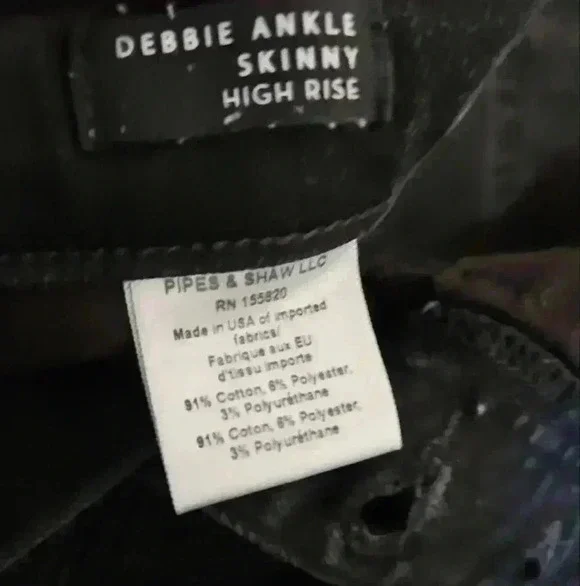 DEBBIE ANKLE
SKINNY
HIGH RISE
PIPES & SHAW LLC
RN 155820
Made in USA of imported
fabrics/
Fabrique aux EU
d'tissu importe
91% Cotton, 6% Polyester,
3% Polyuréthane
91% Coton, 6% Polyester,
3% Polyuréthane